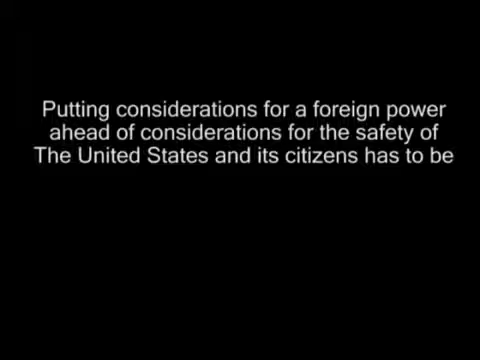 Putting considerations for a foreign power
ahead of considerations for the safety of
The United States and its citizens has to be